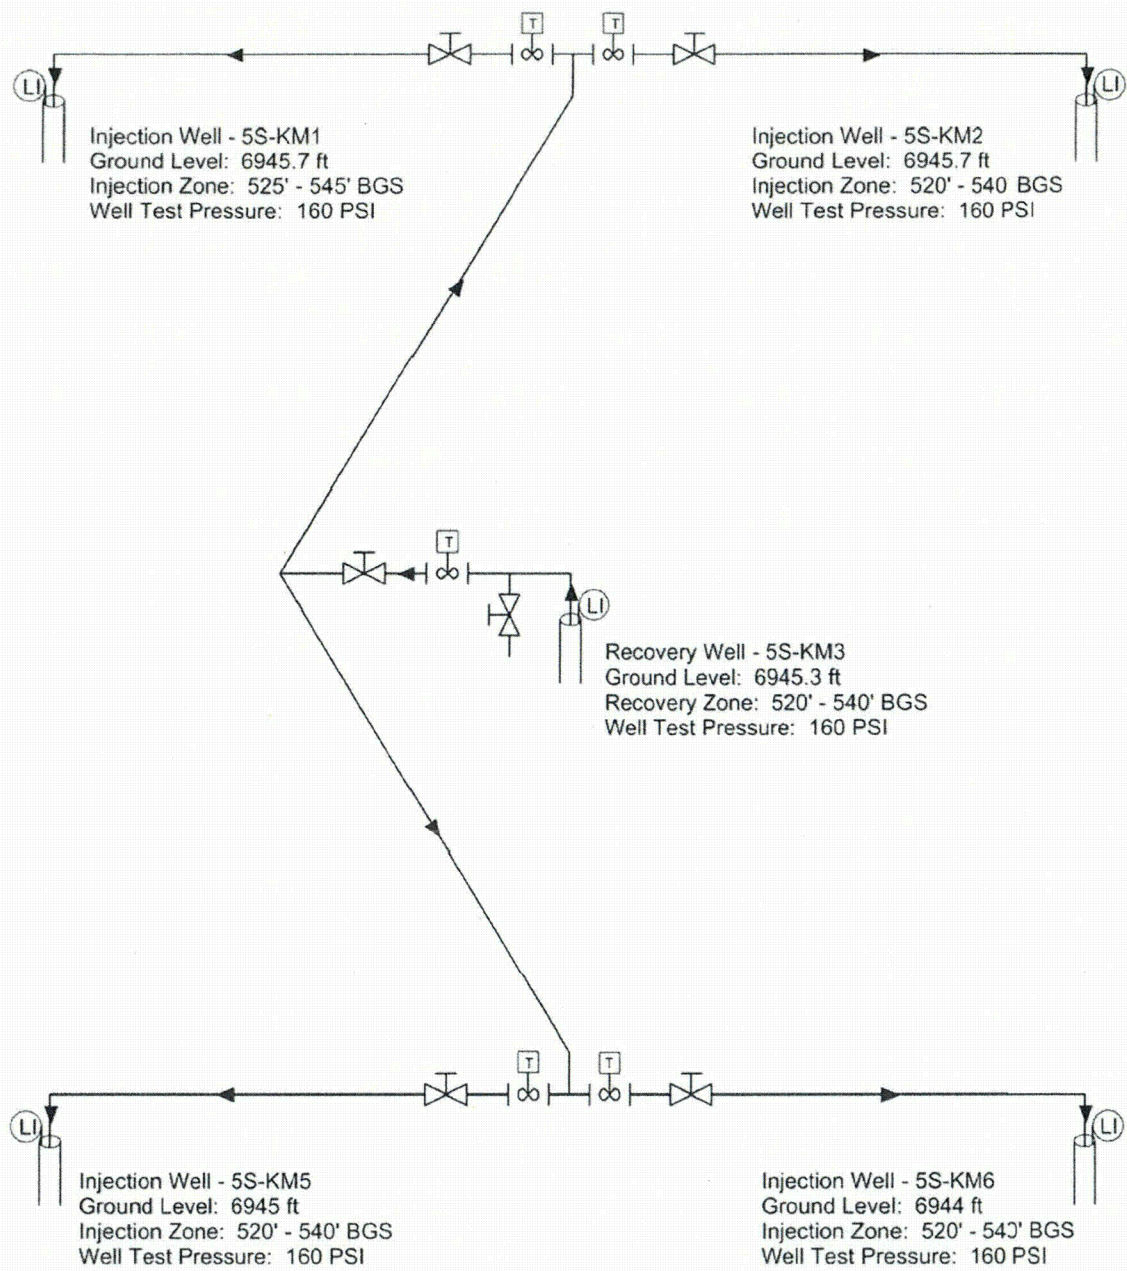 T
T
LI
LI
Injection Well - 5S-KM1
Ground Level: 6945.7 ft
Injection Zone: 525' - 545' BGS
Well Test Pressure: 160 PSI
Injection Well - 5S-KM2
Ground Level: 6945.7 ft
Injection Zone: 520' - 540 BGS
Well Test Pressure: 160 PSI
T
LI
Recovery Well - 5S-KM3
Ground Level: 6945.3 ft
Recovery Zone: 520' - 540' BGS
Well Test Pressure: 160 PSI
T
T
LI
LI
Injection Well - 5S-KM5
Ground Level: 6945 ft
Injection Zone: 520' - 540' BGS
Well Test Pressure: 160 PSI
Injection Well - 5S-KM6
Ground Level: 6944 ft
Injection Zone: 520' - 540' BGS
Well Test Pressure: 160 PSI